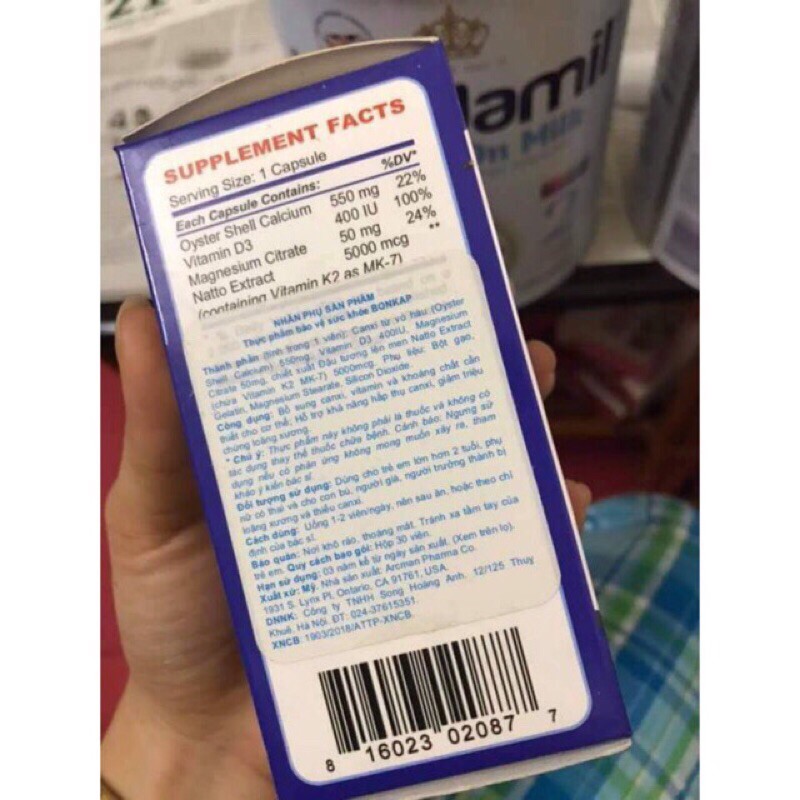 SUPPLEMENT FACTS
Serving Size: 1 Capsule
%DV*
Each Capsule Contains:
Oyster Shell Calcium 550 mg 22%
Vitamin D3 400 IU 100%
Magnesium Citrate 50 mg 24%
Natto Extract 5000 mcg **
(containing Vitamin K2 as MK-7)
NHÃN PHỤ SẢN PHẨM
Thực phẩm bảo vệ sức khỏe BONKAP
Thành phần (tính trong 1 viên): Canxi từ vỏ hàu (Oyster
Shell Calcium) 550mg, Vitamin D3 400IU, Magnesium
Citrate 50mg, chiết xuất Đậu tương lên men Natto Extract
(chứa Vitamin K2 MK-7) 5000mcg. Phụ liệu: Bột gạo,
Gelatin, Magnesium Stearate, Silicon Dioxide.
Công dụng: Bổ sung canxi, vitamin và khoáng chất cần
thiết cho cơ thể; Hỗ trợ khả năng hấp thụ canxi, giảm triệu
chứng loãng xương.
* Chú ý: Thực phẩm này không phải là thuốc và không có
tác dụng thay thế thuốc chữa bệnh. Cảnh báo: Ngưng sử
dụng nếu có phản ứng không mong muốn xảy ra, tham
khảo ý kiến bác sĩ.
Đối tượng sử dụng: Dùng cho trẻ em lớn hơn 2 tuổi, phụ
nữ có thai và cho con bú, người già, người trưởng thành bị
loãng xương và thiếu canxi.
Cách dùng: Uống 1-2 viên/ngày, nên sau ăn, hoặc theo chỉ
định của bác sĩ.
Bảo quản: Nơi khô ráo, thoáng mát. Tránh xa tầm tay của
trẻ em. Quy cách bao gói: Hộp 30 viên.
Hạn sử dụng: 03 năm kể từ ngày sản xuất. (Xem trên lọ).
Xuất xứ: Mỹ. Nhà sản xuất: Arcman Pharma Co.
1931 S. Lynx Pl. Ontario, CA 91761, USA.
DNNK: Công ty TNHH Song Hoàng Anh. 12/125 Thuỵ
Khuê, Hà Nội. ĐT: 024-37615351.
XNCB: 1903/2018/ATTP-XNCB.
8 16023 02087 7
lamil